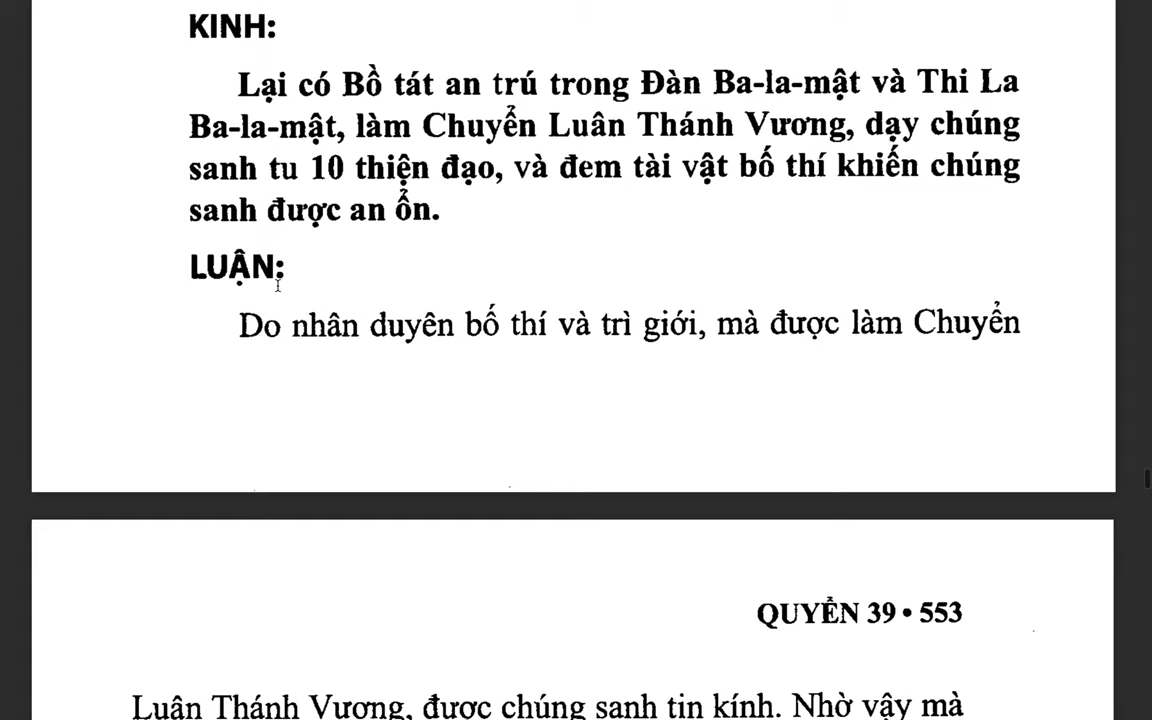 KINH:
Lại có Bồ tát an trú trong Đàn Ba-la-mật và Thi La
Ba-la-mật, làm Chuyển Luân Thánh Vương, dạy chúng
sanh tu 10 thiện đạo, và đem tài vật bố thí khiến chúng
sanh được an ổn.
LUẬN:
Do nhân duyên bố thí và trì giới, mà được làm Chuyển
QUYỂN 39 • 553
Luân Thánh Vương, được chúng sanh tin kính. Nhờ vậy mà